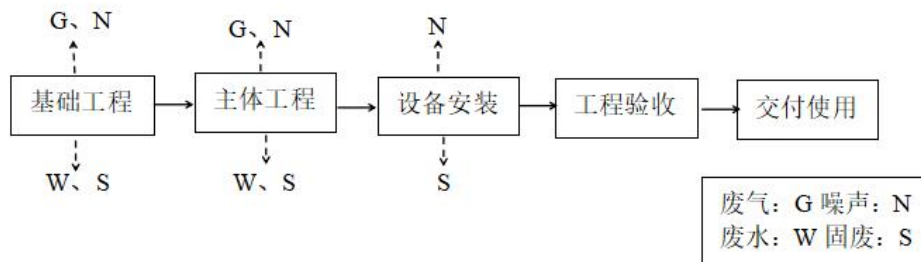 G、N
G、N
N
基础工程
主体工程
设备安装
工程验收
交付使用
W、S
W、S
S
废气：G 噪声：N
废水：W 固废：S